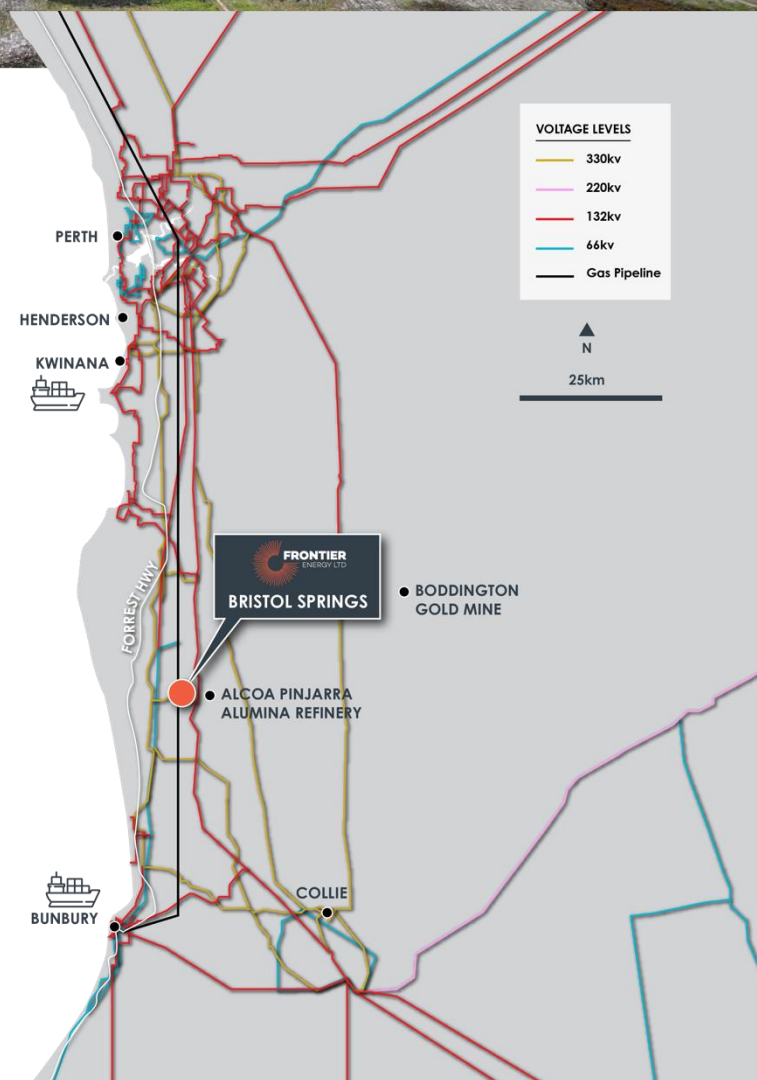 VOLTAGE LEVELS
330kv
220kv
132kv
66kv
Gas Pipeline
N
25km
PERTH
HENDERSON
KWINANA
FORREST HWY
FRONTIER
ENERGY LTD
BRISTOL SPRINGS
BODDINGTON
GOLD MINE
ALCOA PINJARRA
ALUMINA REFINERY
COLLIE
BUNBURY